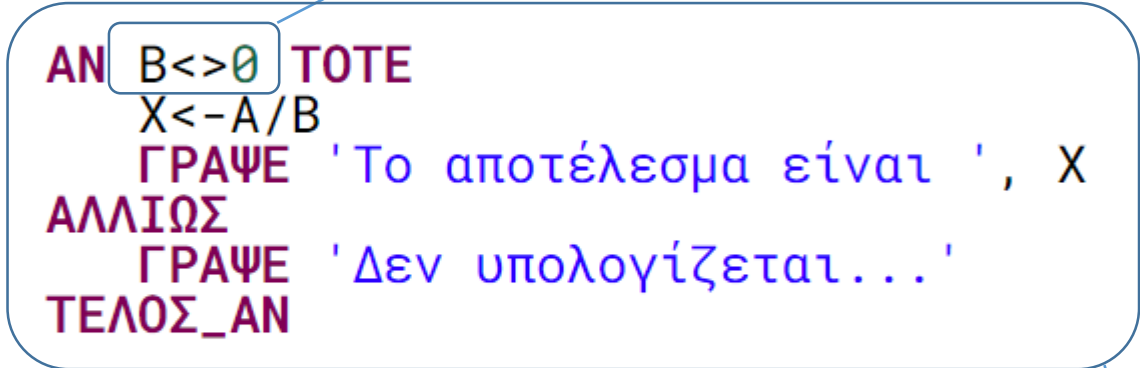 ΑΝ Β<>0 ΤΟΤΕ
Χ<-Α/Β
ΓΡΑΨΕ 'Το αποτέλεσμα είναι ', Χ
ΑΛΛΙΩΣ
ΓΡΑΨΕ 'Δεν υπολογίζεται...'
ΤΕΛΟΣ_ΑΝ